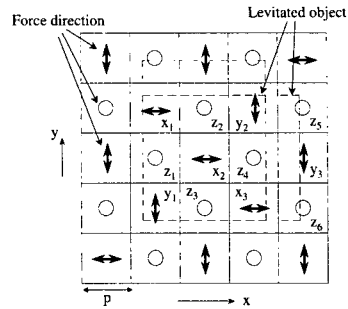 Force direction
Levitated object
x₁ z₂ y₂ z₅
y
z₁ x₂ z₄ y₃
y₁ z₃ x₃ z₆
p
x